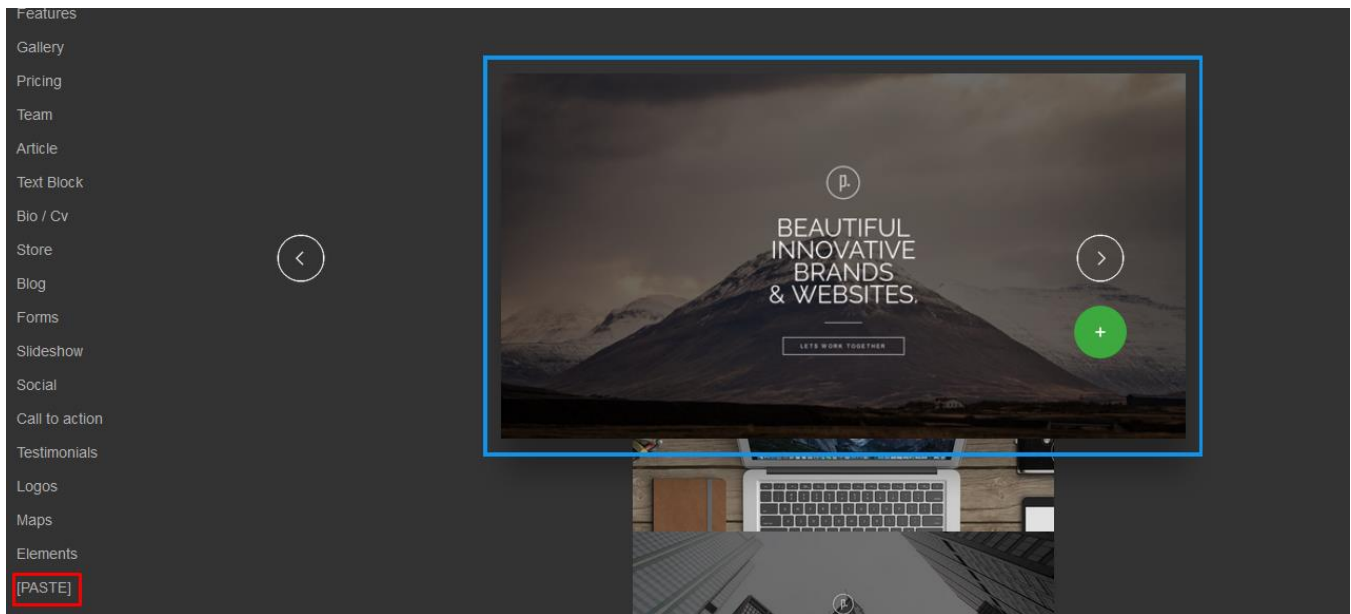 Features
Gallery
Pricing
Team
Article
Text Block
Bio / Cv
Store
Blog
Forms
Slideshow
Social
Call to action
Testimonials
Logos
Maps
Elements
[PASTE]
p.
BEAUTIFUL
INNOVATIVE
BRANDS
& WEBSITES.
LETS WORK TOGETHER
+
p.